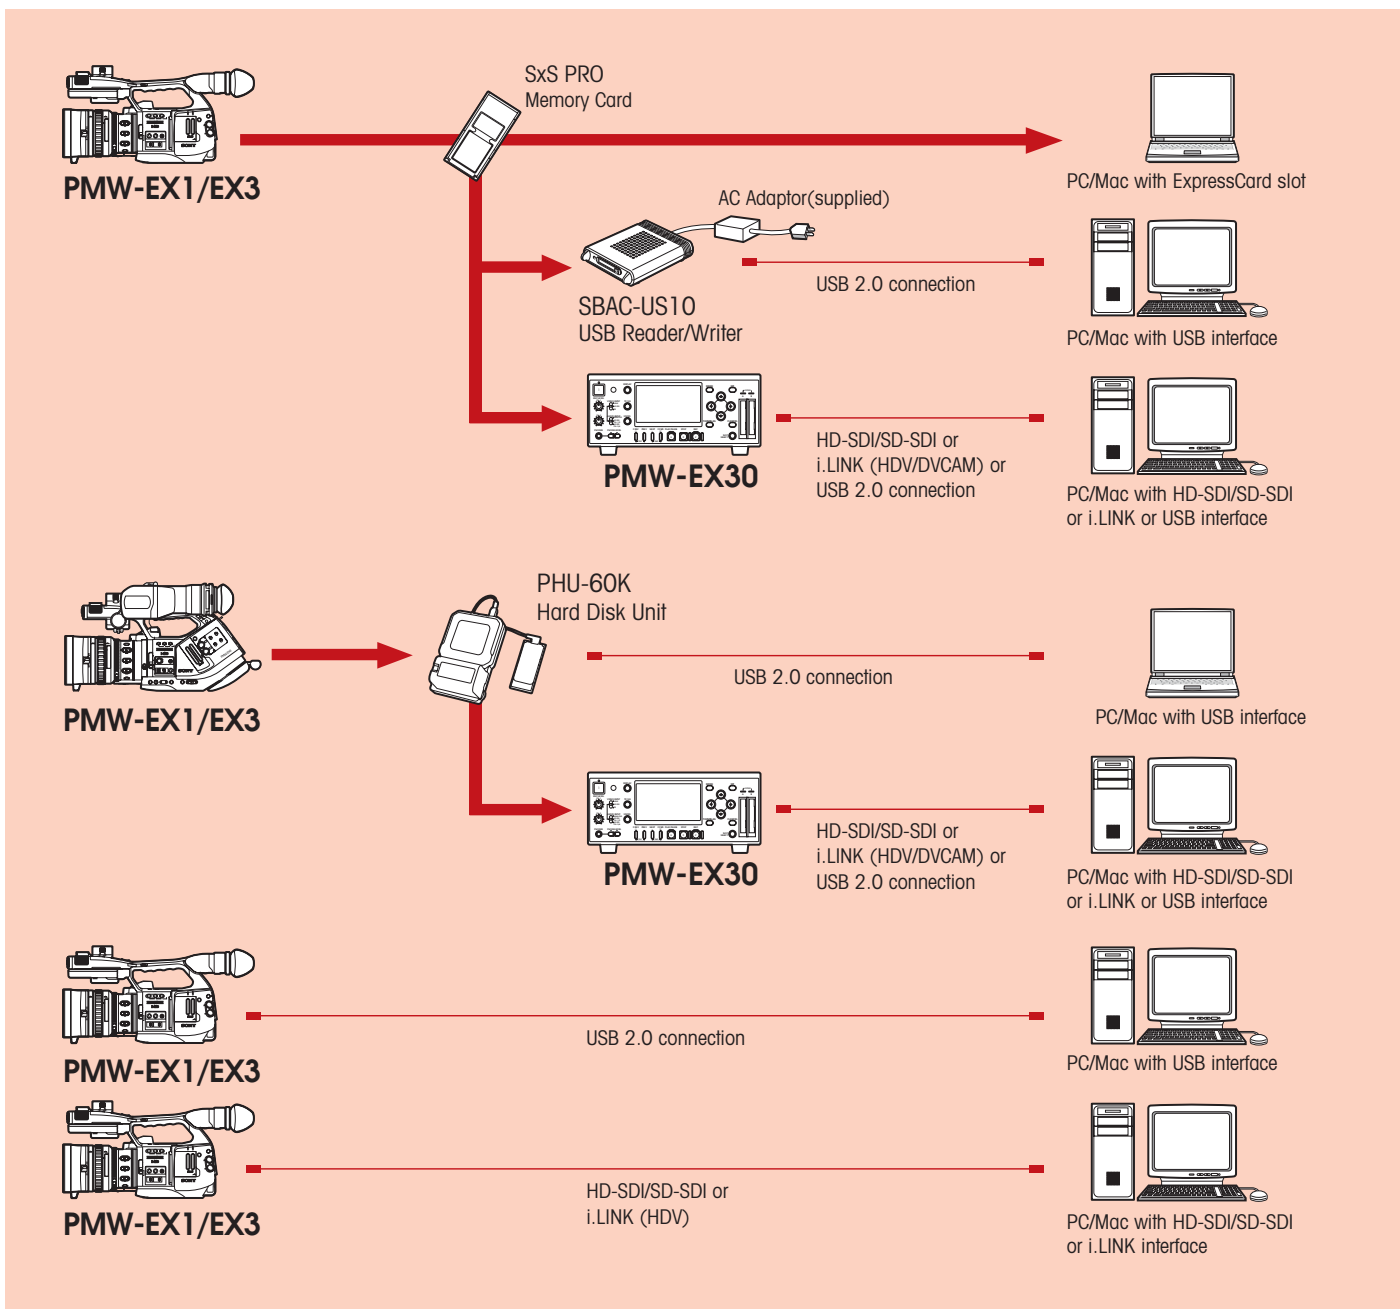 SxS PRO
Memory Card
PMW-EX1/EX3
PC/Mac with ExpressCard slot
AC Adaptor(supplied)
USB 2.0 connection
SBAC-US10
USB Reader/Writer
PC/Mac with USB interface
HD-SDI/SD-SDI or
i.LINK (HDV/DVCAM) or
USB 2.0 connection
PMW-EX30
PC/Mac with HD-SDI/SD-SDI
or i.LINK or USB interface
PHU-60K
Hard Disk Unit
USB 2.0 connection
PMW-EX1/EX3
PC/Mac with USB interface
HD-SDI/SD-SDI or
i.LINK (HDV/DVCAM) or
USB 2.0 connection
PMW-EX30
PC/Mac with HD-SDI/SD-SDI
or i.LINK or USB interface
USB 2.0 connection
PMW-EX1/EX3
PC/Mac with USB interface
HD-SDI/SD-SDI or
i.LINK (HDV)
PMW-EX1/EX3
PC/Mac with HD-SDI/SD-SDI
or i.LINK interface